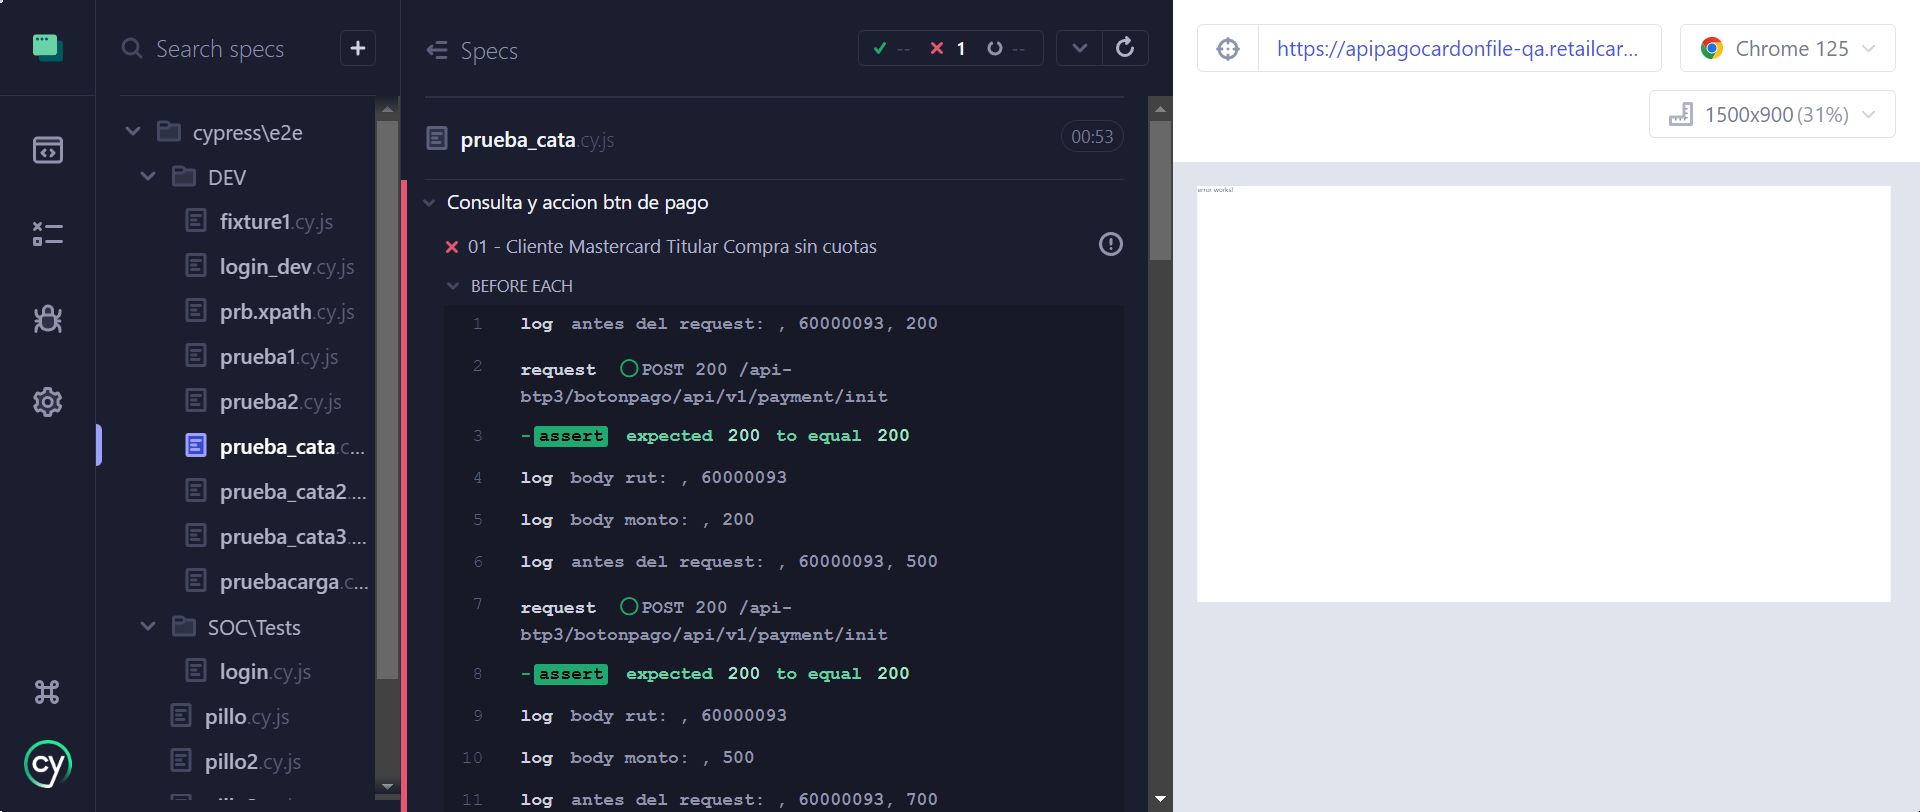 Search specs
+
cypress\e2e
DEV
fixture1.cy.js
login_dev.cy.js
prb.xpath.cy.js
prueba1.cy.js
prueba2.cy.js
prueba_cata.c...
prueba_cata2....
prueba_cata3....
pruebacarga.c...
SOC\Tests
login.cy.js
pillo.cy.js
pillo2.cy.js
cy
Specs
-- 1 --
prueba_cata.cy.js 00:53
Consulta y accion btn de pago
01 - Cliente Mastercard Titular Compra sin cuotas
BEFORE EACH
1 log antes del request: , 60000093, 200
2 request POST 200 /api-
btp3/botonpago/api/v1/payment/init
3 -assert expected 200 to equal 200
4 log body rut: , 60000093
5 log body monto: , 200
6 log antes del request: , 60000093, 500
7 request POST 200 /api-
btp3/botonpago/api/v1/payment/init
8 -assert expected 200 to equal 200
9 log body rut: , 60000093
10 log body monto: , 500
11 log antes del request: , 60000093, 700
https://apipagocardonfile-qa.retailcar...
Chrome 125
1500x900 (31%)
error works!